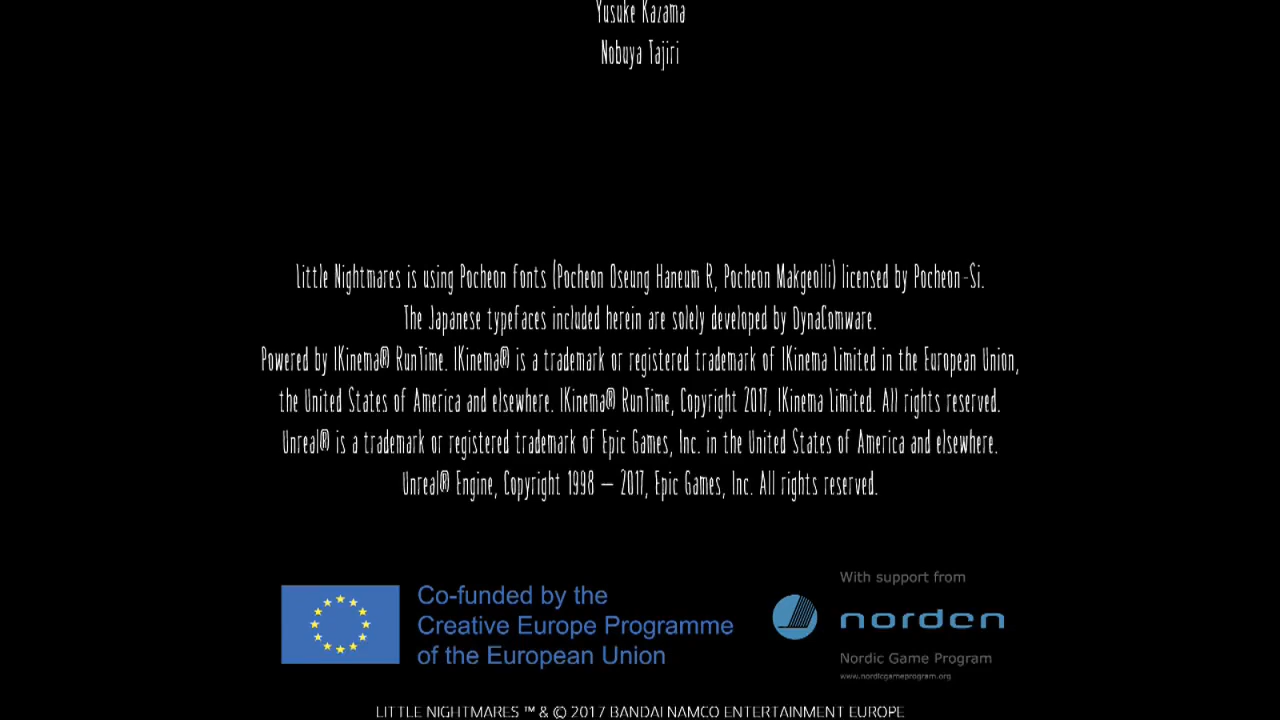 Yusuke Kazama
Nobuya Tajiri
Little Nightmares is using Pocheon fonts (Pocheon Oseung Haneum R, Pocheon Makgeolli) licensed by Pocheon-Si.
The Japanese typefaces included herein are solely developed by DynaComware.
Powered by IKinema® RunTime. IKinema® is a trademark or registered trademark of IKinema Limited in the European Union,
the United States of America and elsewhere. IKinema® RunTime, Copyright 2017, IKinema Limited. All rights reserved.
Unreal® is a trademark or registered trademark of Epic Games, Inc. in the United States of America and elsewhere.
Unreal® Engine, Copyright 1998 – 2017, Epic Games, Inc. All rights reserved.
Co-funded by the
Creative Europe Programme
of the European Union
With support from
norden
Nordic Game Program
www.nordicgameprogram.org
LITTLE NIGHTMARES ™ & © 2017 BANDAI NAMCO ENTERTAINMENT EUROPE